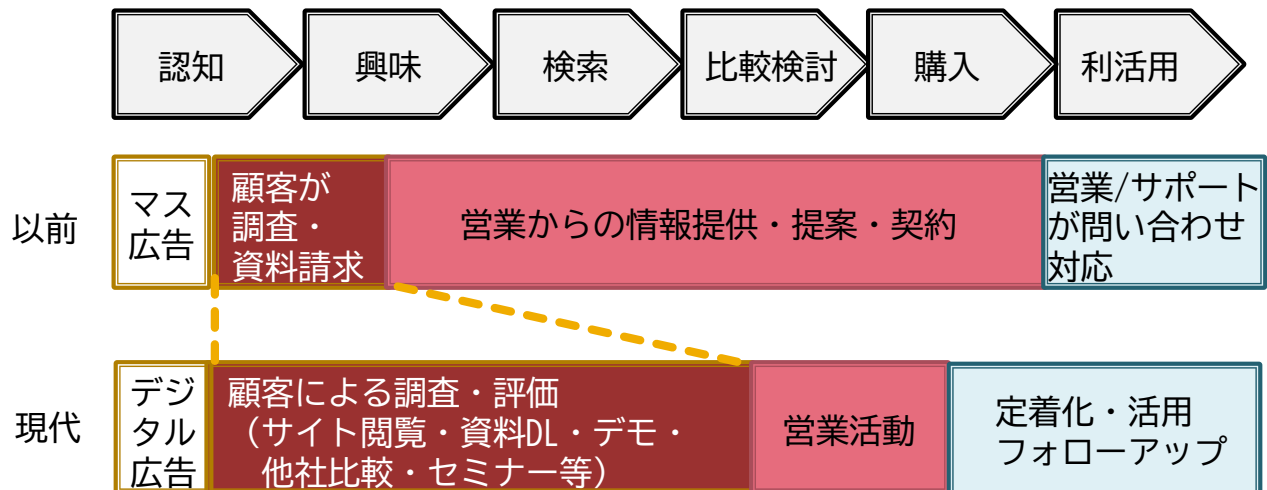 認知
興味
検索
比較検討
購入
利活用
以前
マス
広告
顧客が
調査・
資料請求
営業からの情報提供・提案・契約
営業/サポート
が問い合わせ
対応
現代
デジ
タル
広告
顧客による調査・評価
(サイト閲覧・資料DL・デモ・
他社比較・セミナー等)
営業活動
定着化・活用
フォローアップ